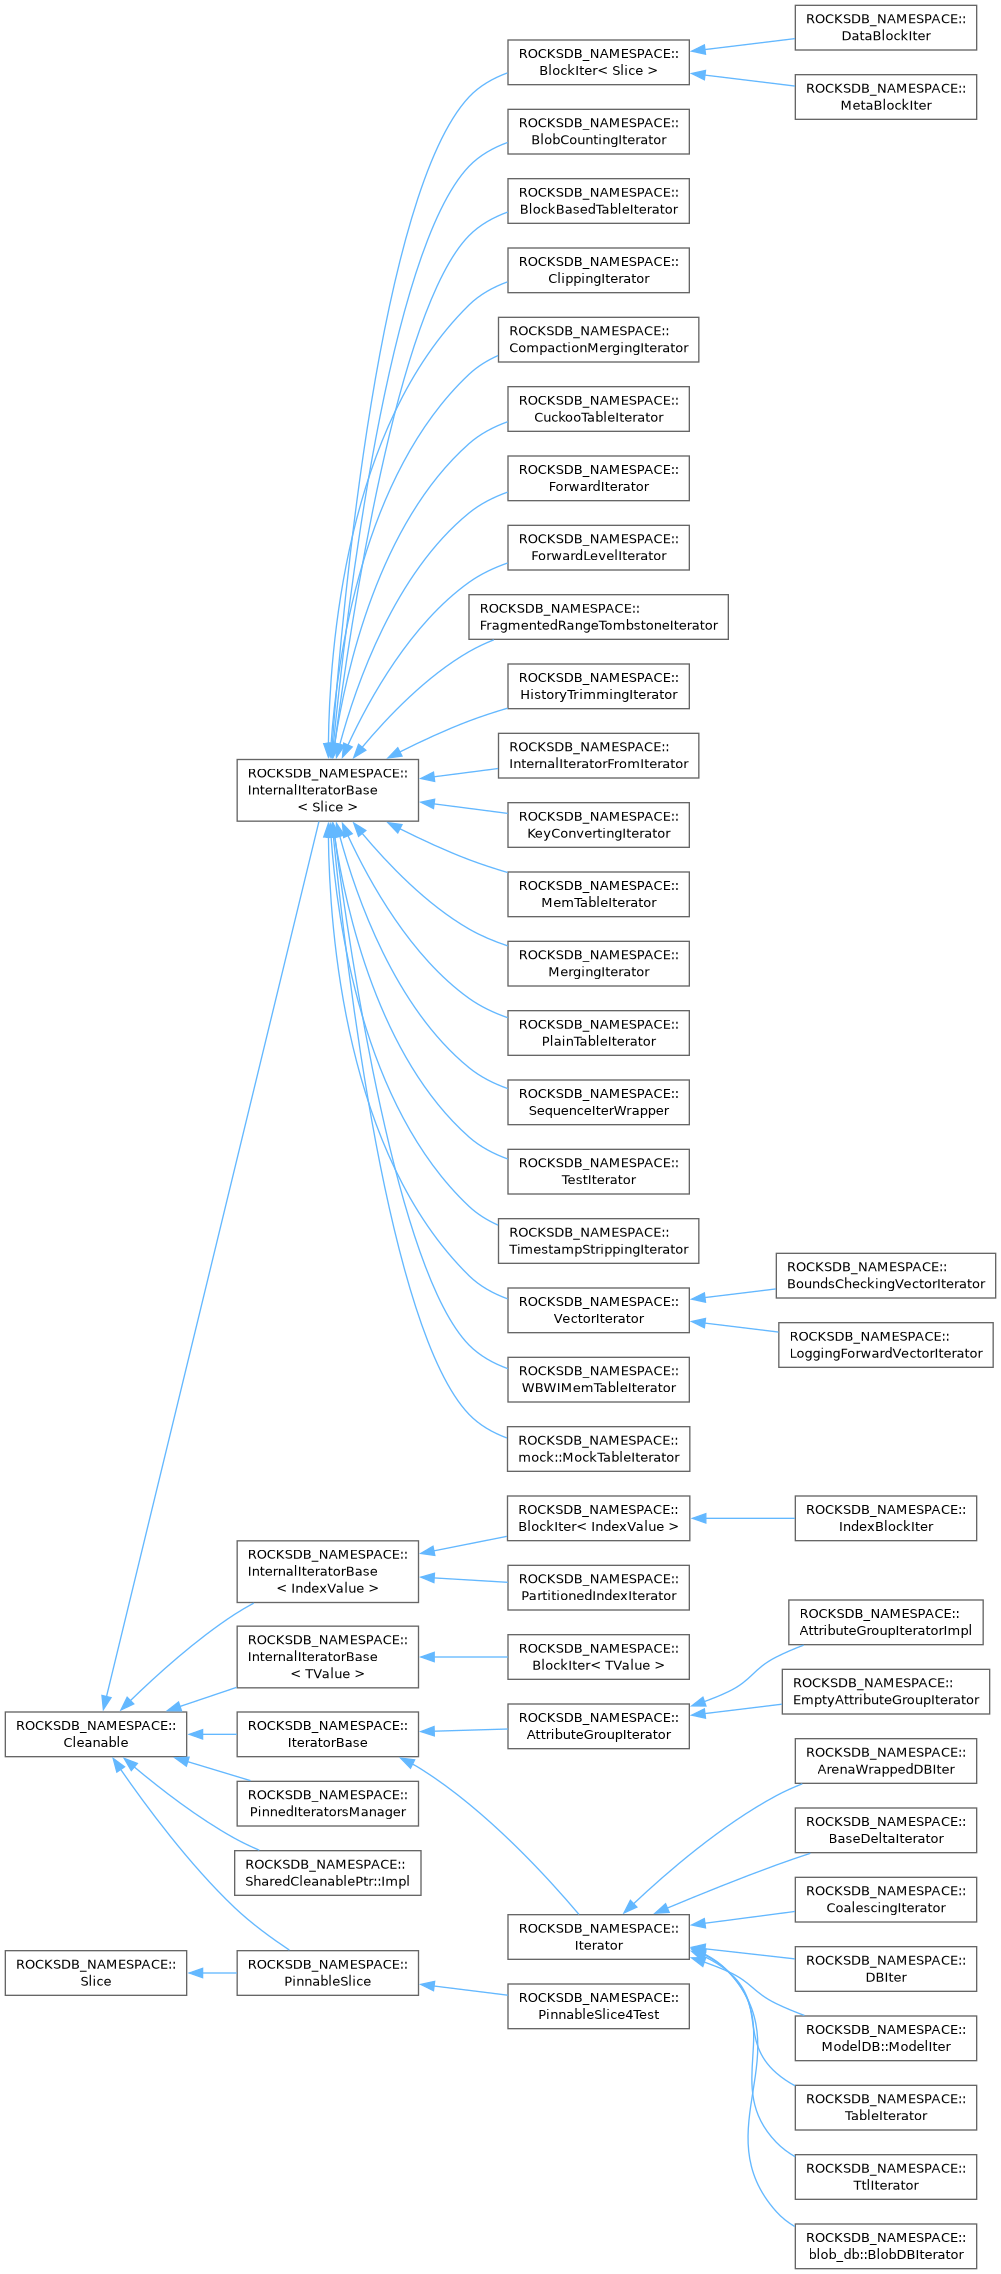 ROCKSDB_NAMESPACE::
DataBlockIter
ROCKSDB_NAMESPACE::
BlockIter< Slice >
ROCKSDB_NAMESPACE::
MetaBlockIter
ROCKSDB_NAMESPACE::
BlobCountingIterator
ROCKSDB_NAMESPACE::
BlockBasedTableIterator
ROCKSDB_NAMESPACE::
ClippingIterator
ROCKSDB_NAMESPACE::
CompactionMergingIterator
ROCKSDB_NAMESPACE::
CuckooTableIterator
ROCKSDB_NAMESPACE::
ForwardIterator
ROCKSDB_NAMESPACE::
ForwardLevelIterator
ROCKSDB_NAMESPACE::
FragmentedRangeTombstoneIterator
ROCKSDB_NAMESPACE::
HistoryTrimmingIterator
ROCKSDB_NAMESPACE::
InternalIteratorFromIterator
ROCKSDB_NAMESPACE::
InternalIteratorBase
< Slice >
ROCKSDB_NAMESPACE::
KeyConvertingIterator
ROCKSDB_NAMESPACE::
MemTableIterator
ROCKSDB_NAMESPACE::
MergingIterator
ROCKSDB_NAMESPACE::
PlainTableIterator
ROCKSDB_NAMESPACE::
SequenceIterWrapper
ROCKSDB_NAMESPACE::
TestIterator
ROCKSDB_NAMESPACE::
TimestampStrippingIterator
ROCKSDB_NAMESPACE::
BoundsCheckingVectorIterator
ROCKSDB_NAMESPACE::
VectorIterator
ROCKSDB_NAMESPACE::
LoggingForwardVectorIterator
ROCKSDB_NAMESPACE::
WBWIMemTableIterator
ROCKSDB_NAMESPACE::
mock::MockTableIterator
ROCKSDB_NAMESPACE::
BlockIter< IndexValue >
ROCKSDB_NAMESPACE::
IndexBlockIter
ROCKSDB_NAMESPACE::
InternalIteratorBase
< IndexValue >
ROCKSDB_NAMESPACE::
PartitionedIndexIterator
ROCKSDB_NAMESPACE::
AttributeGroupIteratorImpl
ROCKSDB_NAMESPACE::
InternalIteratorBase
< TValue >
ROCKSDB_NAMESPACE::
BlockIter< TValue >
ROCKSDB_NAMESPACE::
EmptyAttributeGroupIterator
ROCKSDB_NAMESPACE::
Cleanable
ROCKSDB_NAMESPACE::
IteratorBase
ROCKSDB_NAMESPACE::
AttributeGroupIterator
ROCKSDB_NAMESPACE::
ArenaWrappedDBIter
ROCKSDB_NAMESPACE::
PinnedIteratorsManager
ROCKSDB_NAMESPACE::
BaseDeltaIterator
ROCKSDB_NAMESPACE::
SharedCleanablePtr::Impl
ROCKSDB_NAMESPACE::
CoalescingIterator
ROCKSDB_NAMESPACE::
Iterator
ROCKSDB_NAMESPACE::
Slice
ROCKSDB_NAMESPACE::
PinnableSlice
ROCKSDB_NAMESPACE::
DBIter
ROCKSDB_NAMESPACE::
PinnableSlice4Test
ROCKSDB_NAMESPACE::
ModelDB::ModelIter
ROCKSDB_NAMESPACE::
TableIterator
ROCKSDB_NAMESPACE::
TtlIterator
ROCKSDB_NAMESPACE::
blob_db::BlobDBIterator